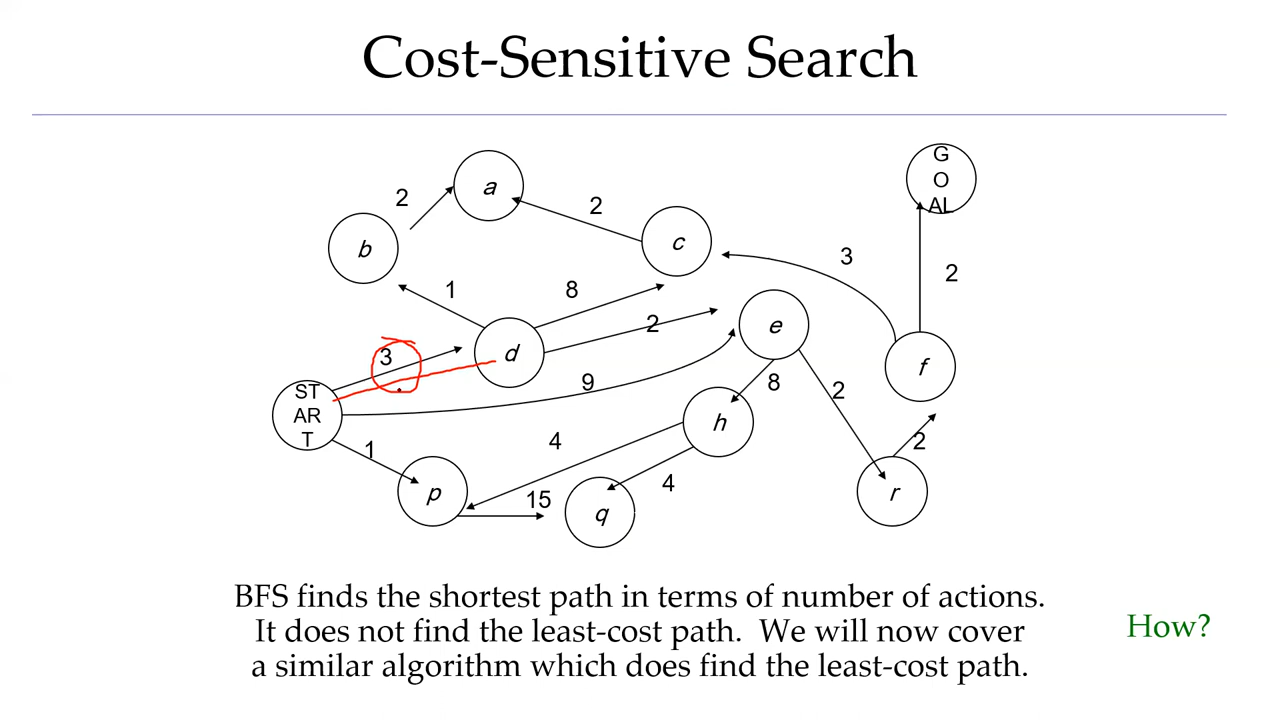 Cost-Sensitive Search
G
O
AL
2
a
2
b
c
3
2
1
8
2
e
3
d
f
ST
AR
T
9
8
2
h
1
4
2
p
15
4
q
r
BFS finds the shortest path in terms of number of actions.
It does not find the least-cost path. We will now cover
a similar algorithm which does find the least-cost path.
How?